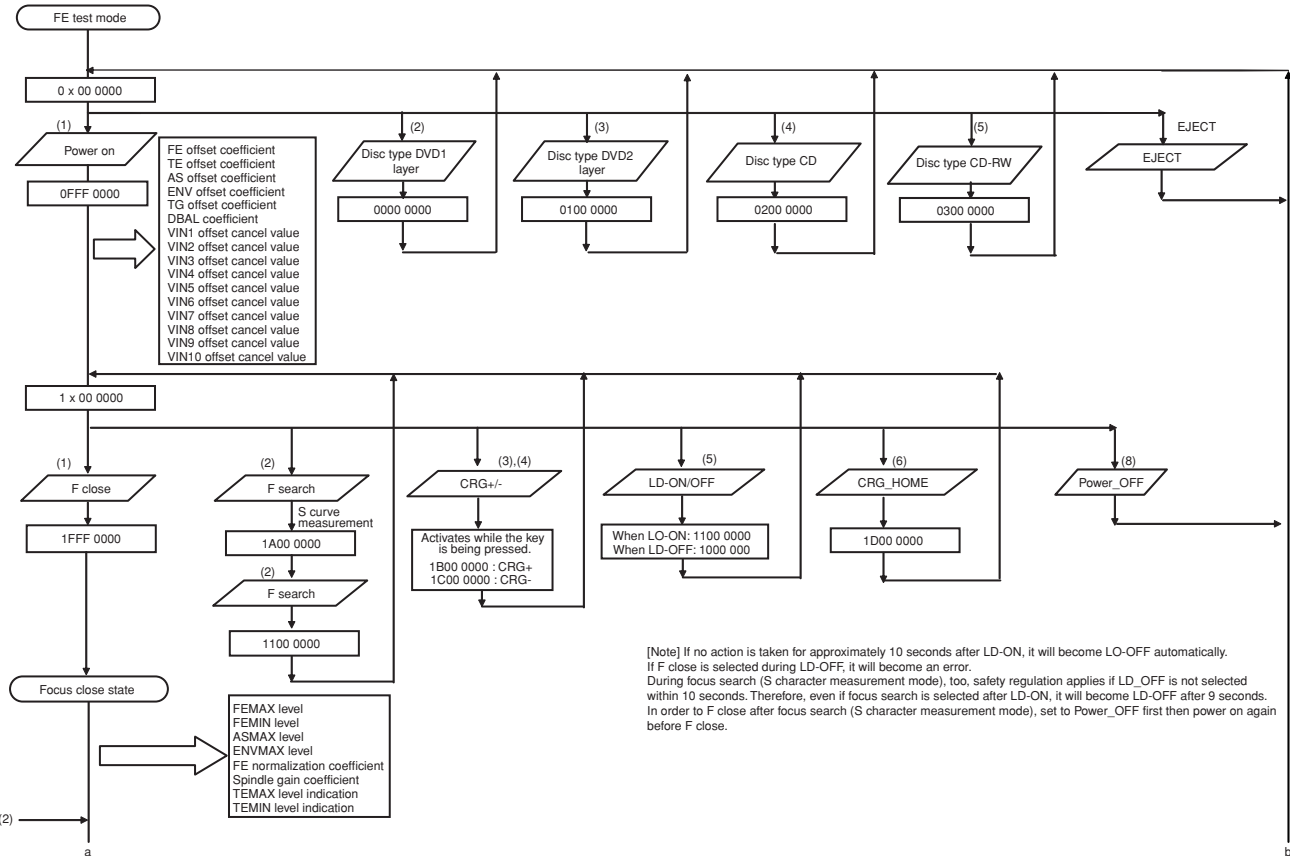 FE test mode
0 x 00 0000
(1)
Power on
0FFF 0000
FE offset coefficient
TE offset coefficient
AS offset coefficient
ENV offset coefficient
TG offset coefficient
DBAL coefficient
VIN1 offset cancel value
VIN2 offset cancel value
VIN3 offset cancel value
VIN4 offset cancel value
VIN5 offset cancel value
VIN6 offset cancel value
VIN7 offset cancel value
VIN8 offset cancel value
VIN9 offset cancel value
VIN10 offset cancel value
(2)
Disc type DVD1
layer
0000 0000
(3)
Disc type DVD2
layer
0100 0000
(4)
Disc type CD
0200 0000
(5)
Disc type CD-RW
0300 0000
EJECT
EJECT
1 x 00 0000
(1)
F close
1FFF 0000
(2)
F search
S curve
measurement
1A00 0000
(2)
F search
1100 0000
(3),(4)
CRG+/-
Activates while the key
is being pressed.
1B00 0000 : CRG+
1C00 0000 : CRG-
(5)
LD-ON/OFF
When LO-ON: 1100 0000
When LD-OFF: 1000 000
(6)
CRG_HOME
1D00 0000
(8)
Power_OFF
Focus close state
FEMAX level
FEMIN level
ASMAX level
ENVMAX level
FE normalization coefficient
Spindle gain coefficient
TEMAX level indication
TEMIN level indication
[Note] If no action is taken for approximately 10 seconds after LD-ON, it will become LO-OFF automatically.
If F close is selected during LD-OFF, it will become an error.
During focus search (S character measurement mode), too, safety regulation applies if LD_OFF is not selected
within 10 seconds. Therefore, even if focus search is selected after LD-ON, it will become LD-OFF after 9 seconds.
In order to F close after focus search (S character measurement mode), set to Power_OFF first then power on again
before F close.
(2)
a
b